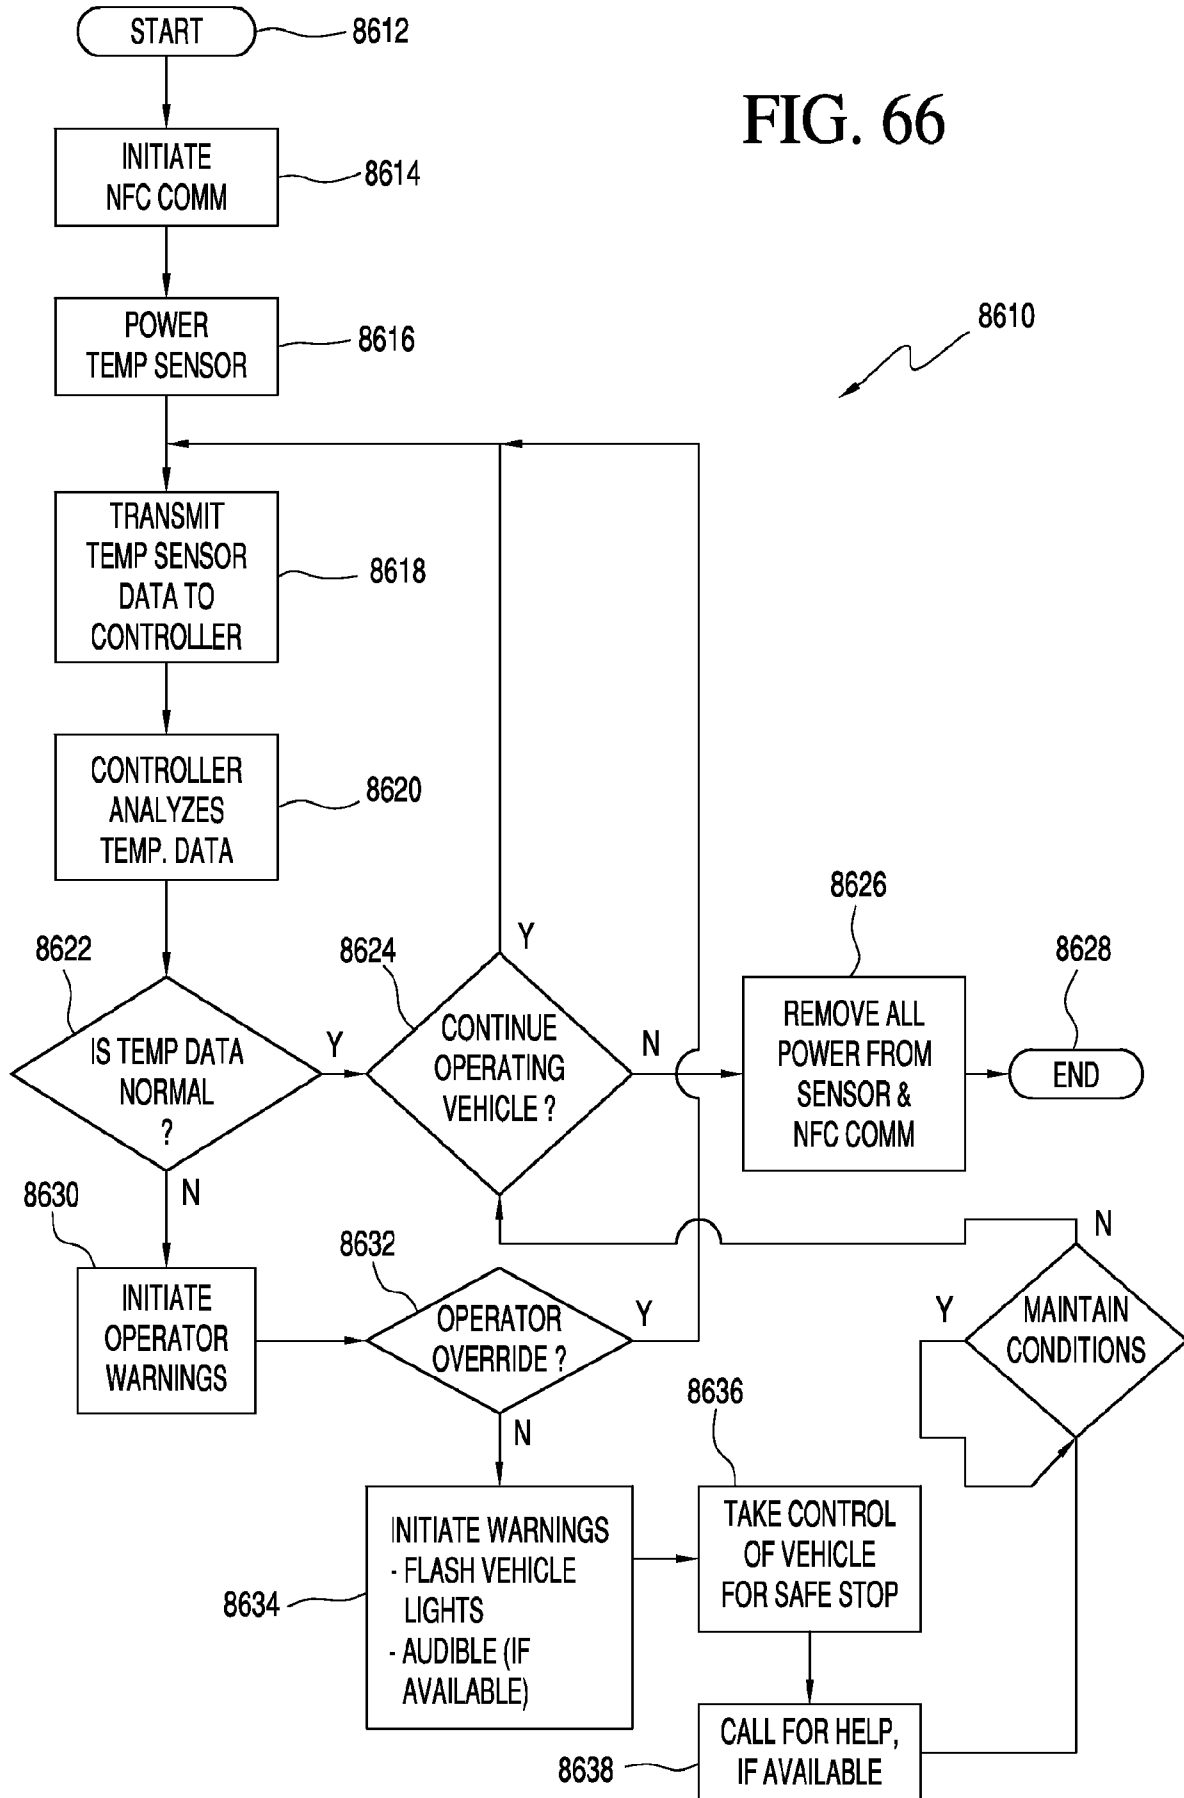 START
8612
FIG. 66
INITIATE
NFC COMM
8614
POWER
TEMP SENSOR
8616
8610
TRANSMIT
TEMP SENSOR
DATA TO
CONTROLLER
8618
CONTROLLER
ANALYZES
TEMP. DATA
8620
8622
IS TEMP DATA
NORMAL
?
Y
N
8624
CONTINUE
OPERATING
VEHICLE ?
Y
N
8626
REMOVE ALL
POWER FROM
SENSOR &
NFC COMM
8628
END
8630
INITIATE
OPERATOR
WARNINGS
8632
OPERATOR
OVERRIDE ?
Y
N
8634
INITIATE WARNINGS
- FLASH VEHICLE
LIGHTS
- AUDIBLE (IF
AVAILABLE)
8636
TAKE CONTROL
OF VEHICLE
FOR SAFE STOP
8638
CALL FOR HELP,
IF AVAILABLE
MAINTAIN
CONDITIONS
Y
N